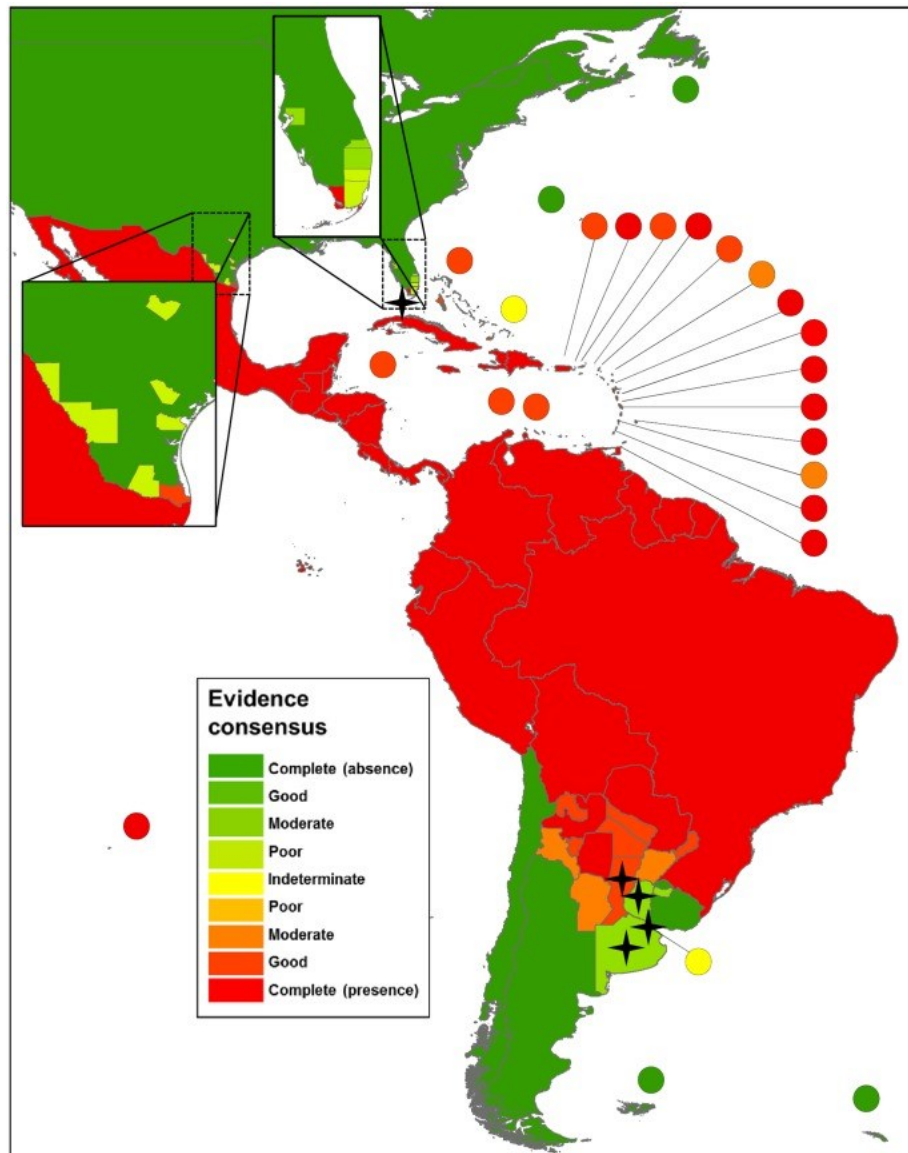 Evidence
consensus
Complete (absence)
Good
Moderate
Poor
Indeterminate
Poor
Moderate
Good
Complete (presence)